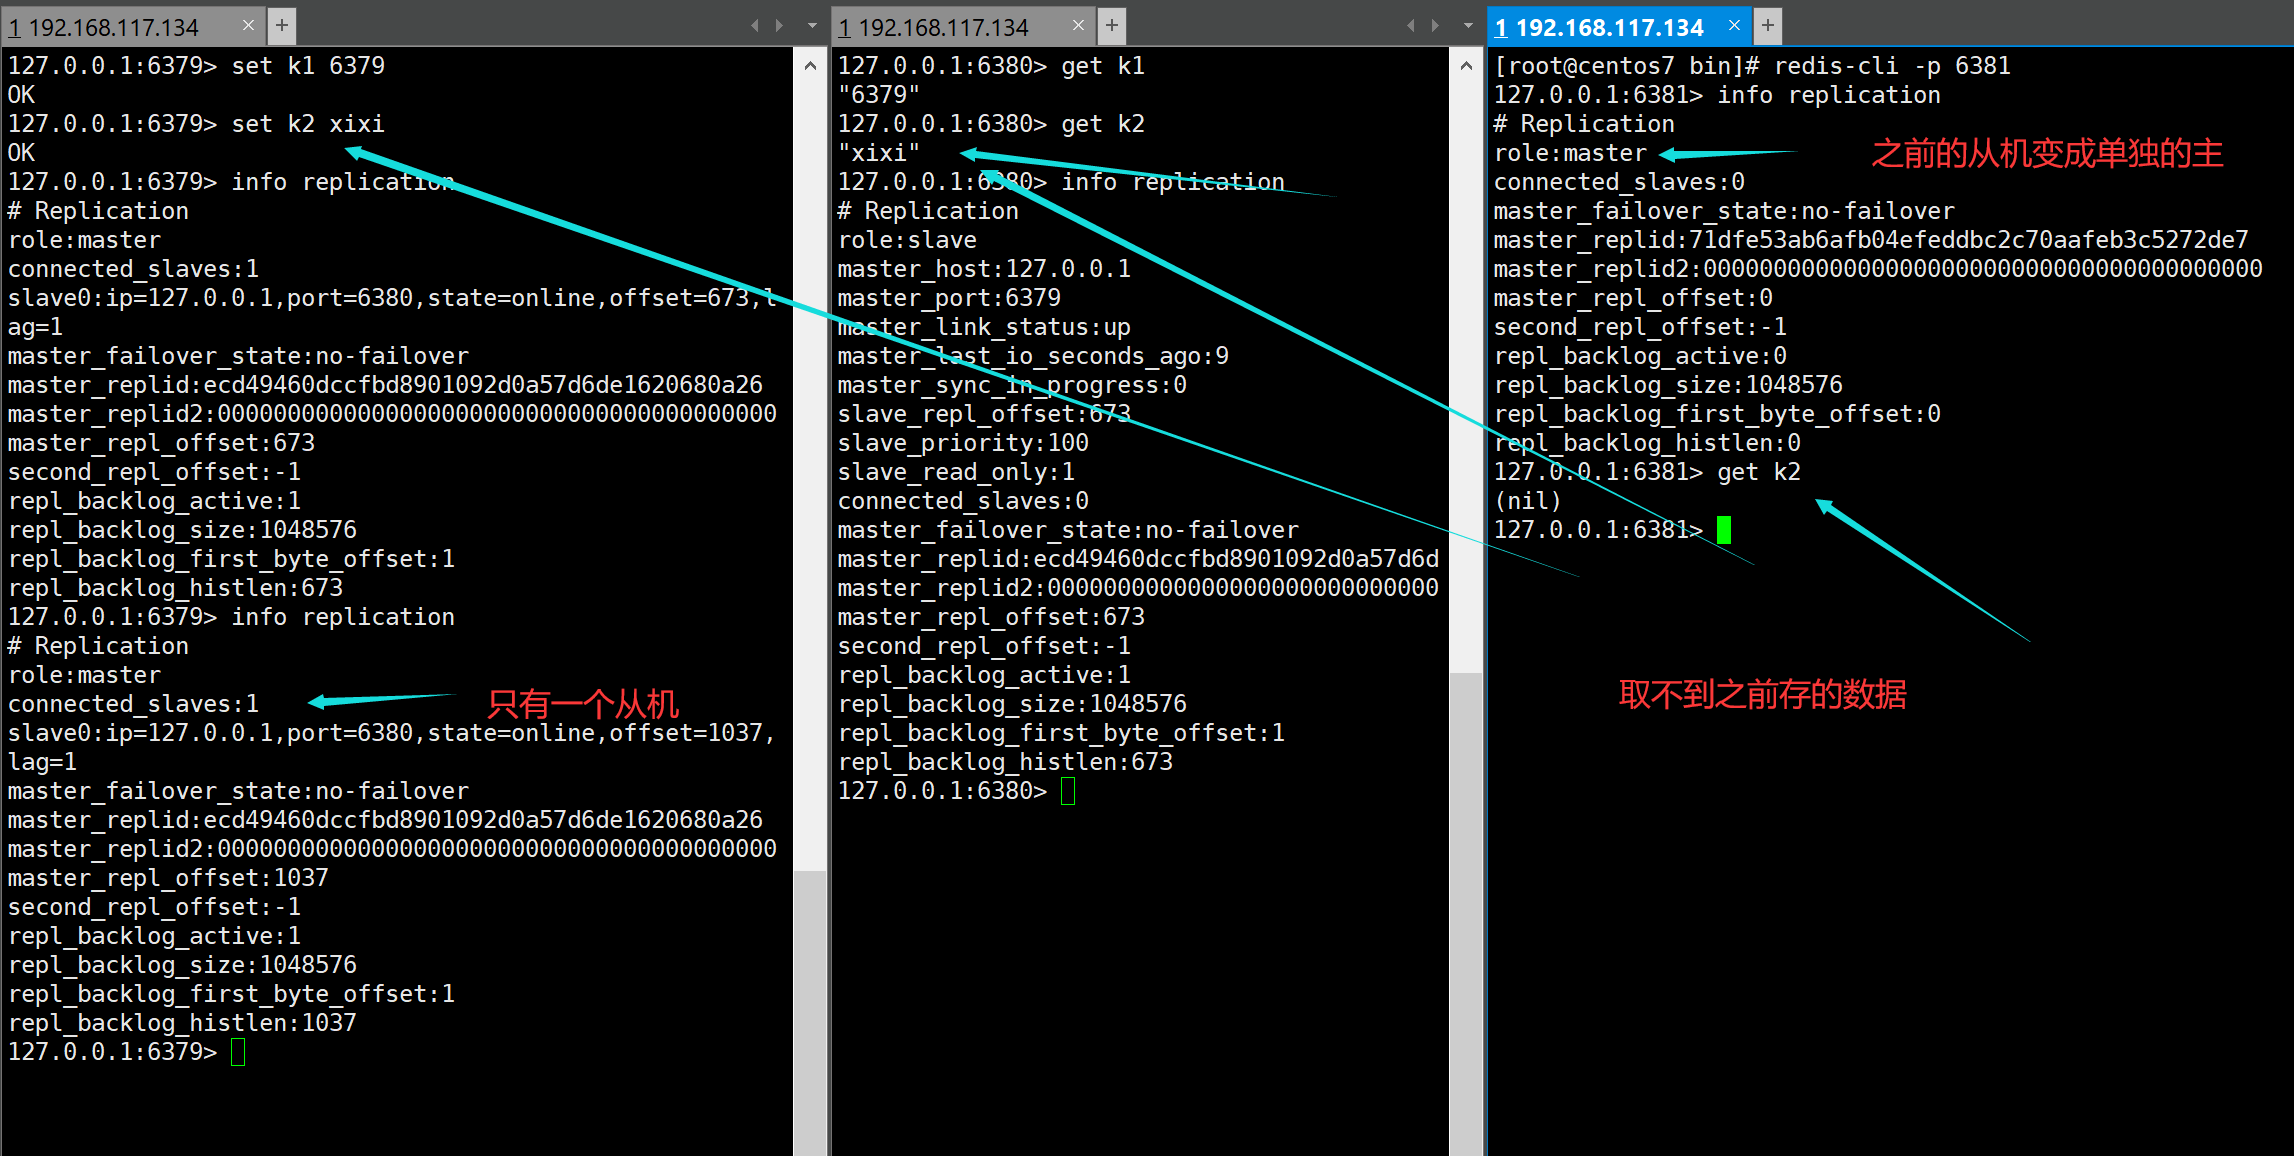 1 192.168.117.134
127.0.0.1:6379> set k1 6379
OK
127.0.0.1:6379> set k2 xixi
OK
127.0.0.1:6379> info replication
# Replication
role:master
connected_slaves:1
slave0:ip=127.0.0.1,port=6380,state=online,offset=673,l
ag=1
master_failover_state:no-failover
master_replid:ecd49460dccfbd8901092d0a57d6de1620680a26
master_replid2:0000000000000000000000000000000000000000
master_repl_offset:673
second_repl_offset:-1
repl_backlog_active:1
repl_backlog_size:1048576
repl_backlog_first_byte_offset:1
repl_backlog_histlen:673
127.0.0.1:6379> info replication
# Replication
role:master
connected_slaves:1
只有一个从机
slave0:ip=127.0.0.1,port=6380,state=online,offset=1037,
lag=1
master_failover_state:no-failover
master_replid:ecd49460dccfbd8901092d0a57d6de1620680a26
master_replid2:0000000000000000000000000000000000000000
master_repl_offset:1037
second_repl_offset:-1
repl_backlog_active:1
repl_backlog_size:1048576
repl_backlog_first_byte_offset:1
repl_backlog_histlen:1037
127.0.0.1:6379>
1 192.168.117.134
127.0.0.1:6380> get k1
"6379"
127.0.0.1:6380> get k2
"xixi"
127.0.0.1:6380> info replication
# Replication
role:slave
master_host:127.0.0.1
master_port:6379
master_link_status:up
master_last_io_seconds_ago:9
master_sync_in_progress:0
slave_repl_offset:673
slave_priority:100
slave_read_only:1
connected_slaves:0
master_failover_state:no-failover
master_replid:ecd49460dccfbd8901092d0a57d6d
master_replid2:0000000000000000000000000000
master_repl_offset:673
second_repl_offset:-1
repl_backlog_active:1
repl_backlog_size:1048576
repl_backlog_first_byte_offset:1
repl_backlog_histlen:673
127.0.0.1:6380>
1 192.168.117.134
[root@centos7 bin]# redis-cli -p 6381
127.0.0.1:6381> info replication
# Replication
role:master
之前的从机变成单独的主
connected_slaves:0
master_failover_state:no-failover
master_replid:71dfe53ab6afb04efeddbc2c70aafeb3c5272de7
master_replid2:0000000000000000000000000000000000000000
master_repl_offset:0
second_repl_offset:-1
repl_backlog_active:0
repl_backlog_size:1048576
repl_backlog_first_byte_offset:0
repl_backlog_histlen:0
127.0.0.1:6381> get k2
(nil)
127.0.0.1:6381>
取不到之前存的数据